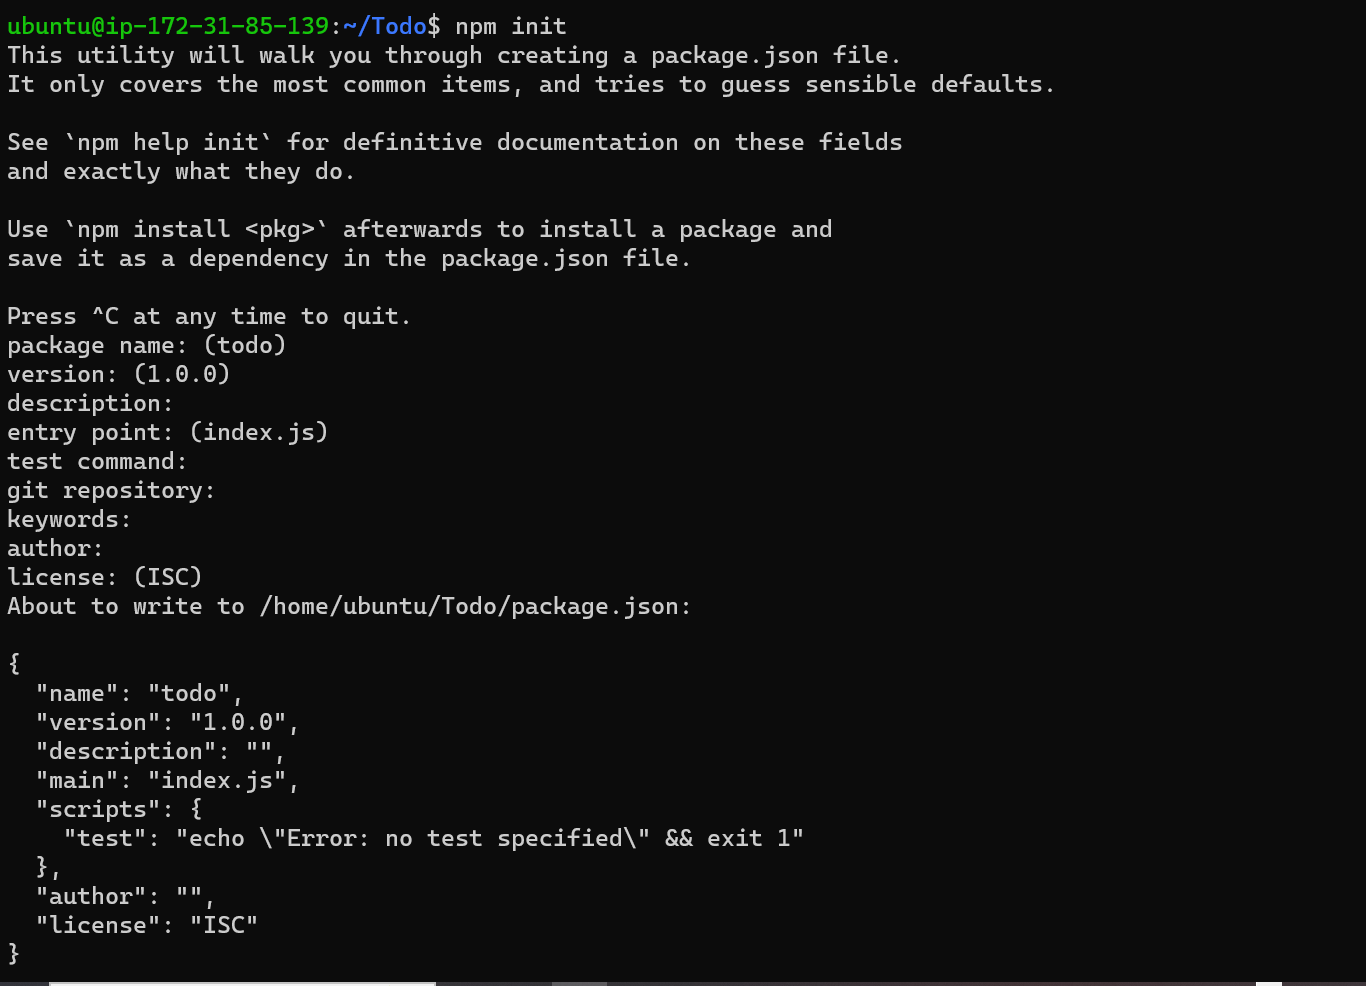 ubuntu@ip-172-31-85-139:~/Todo$ npm init
This utility will walk you through creating a package.json file.
It only covers the most common items, and tries to guess sensible defaults.
See `npm help init` for definitive documentation on these fields
and exactly what they do.
Use `npm install <pkg>` afterwards to install a package and
save it as a dependency in the package.json file.
Press ^C at any time to quit.
package name: (todo)
version: (1.0.0)
description:
entry point: (index.js)
test command:
git repository:
keywords:
author:
license: (ISC)
About to write to /home/ubuntu/Todo/package.json:
{
  "name": "todo",
  "version": "1.0.0",
  "description": "",
  "main": "index.js",
  "scripts": {
    "test": "echo \"Error: no test specified\" && exit 1"
  },
  "author": "",
  "license": "ISC"
}